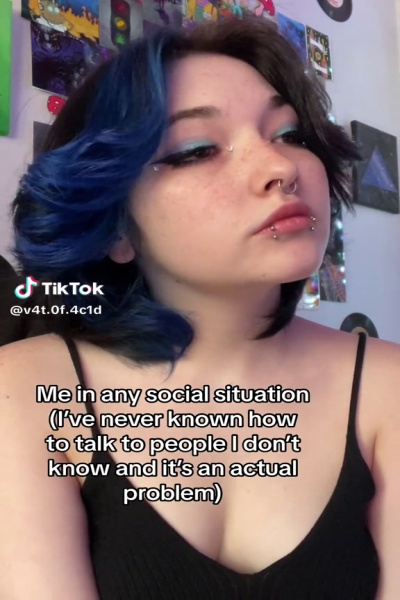 TikTok
@v4t.0f.4c1d
Me in any social situation
(I've never known how
to talk to people I don't
know and it's an actual
problem)